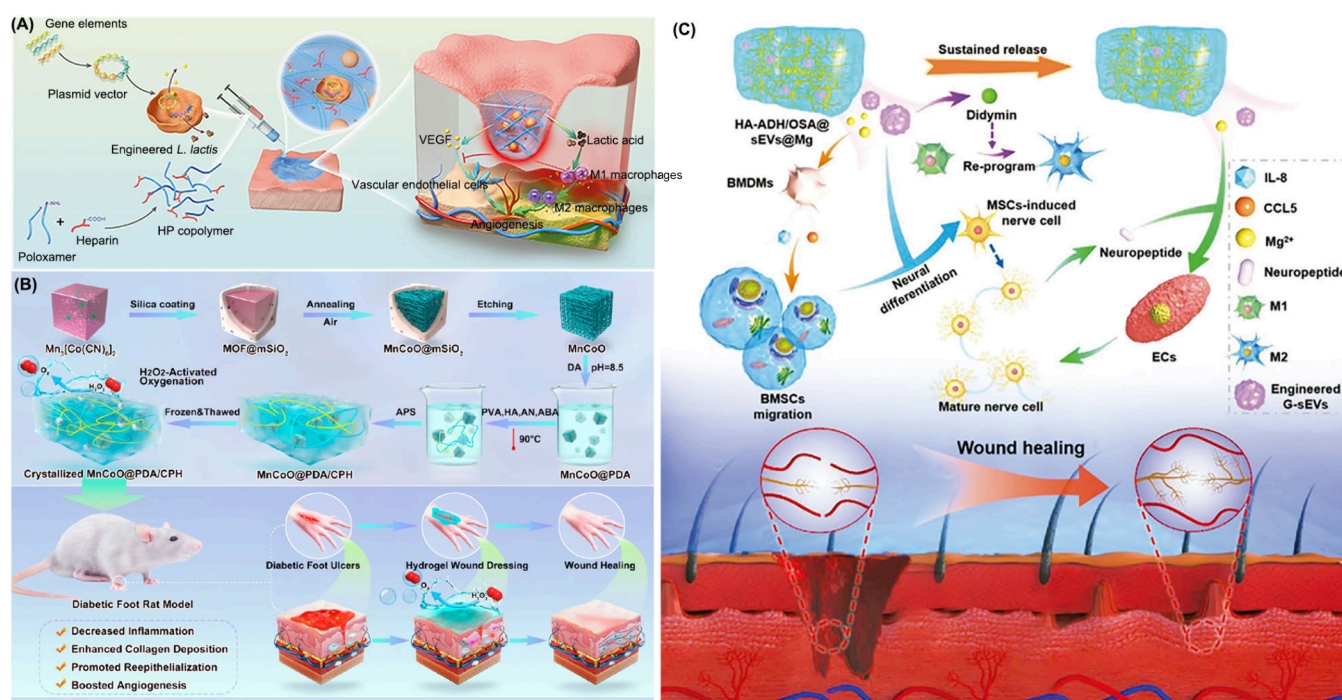 (A)
Gene elements
Plasmid vector
Engineered L. lactis
Poloxamer
+
Heparin
HP copolymer
VEGF
Lactic acid
Vascular endothelial cells
M1 macrophages
M2 macrophages
Angiogenesis
(B)
Silica coating
Annealing
Air
Etching
Mn₃[Co(CN)₆]₂
MOF@mSiO₂
MnCoO@mSiO₂
MnCoO
O₂
H₂O₂
H₂O₂-Activated
Oxygenation
DA
pH=8.5
Frozen&Thawed
APS
PVA,HA,AN,ABA
90°C
Crystallized MnCoO@PDA/CPH
MnCoO@PDA/CPH
MnCoO@PDA
Diabetic Foot Ulcers
Hydrogel Wound Dressing
Wound Healing
O₂
H₂O₂
Diabetic Foot Rat Model
Decreased Inflammation
Enhanced Collagen Deposition
Promoted Reepithelialization
Boosted Angiogenesis
(C)
Sustained release
HA-ADH/OSA@
sEVs@Mg
Didymin
Re-program
BMDMs
MSCs-induced
nerve cell
Neural
differentiation
Neuropeptide
BMSCs
migration
Mature nerve cell
ECs
IL-8
CCL5
Mg²⁺
Neuropeptide
M1
M2
Engineered
G-sEVs
Wound healing